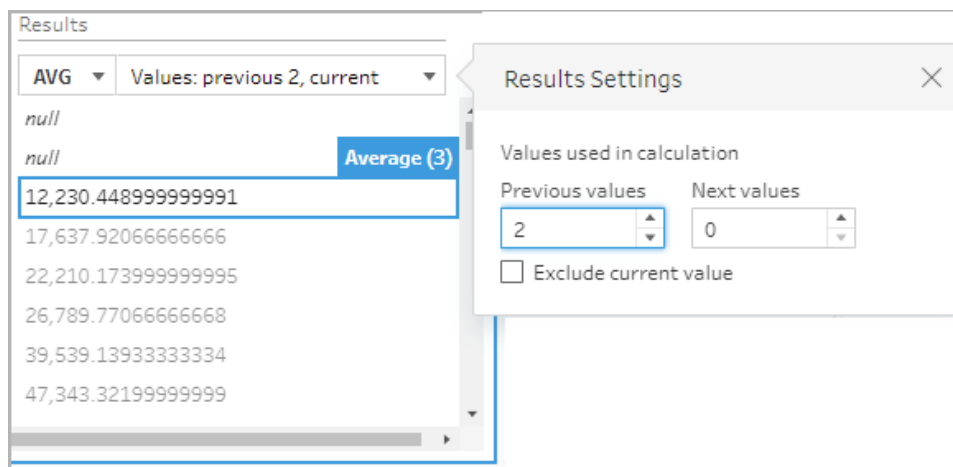 Results
AVG
Values: previous 2, current
null
null
Average (3)
12,230.448999999991
17,637.92066666666
22,210.173999999995
26,789.77066666668
39,539.13933333334
47,343.32199999999
Results Settings
Values used in calculation
Previous values Next values
2 0
Exclude current value